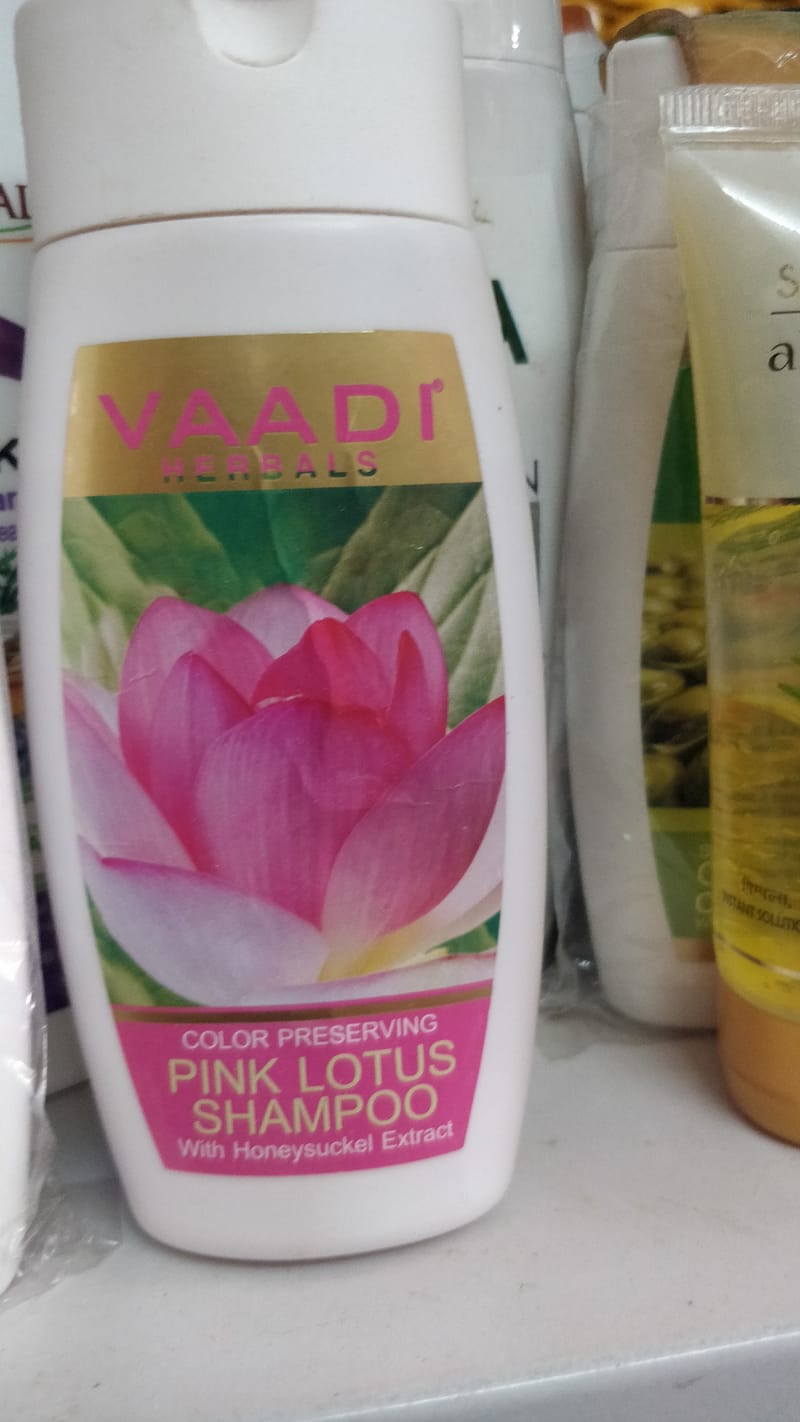 VAADI®
HERBALS
COLOR PRESERVING
PINK LOTUS
SHAMPOO
With Honeysuckel Extract